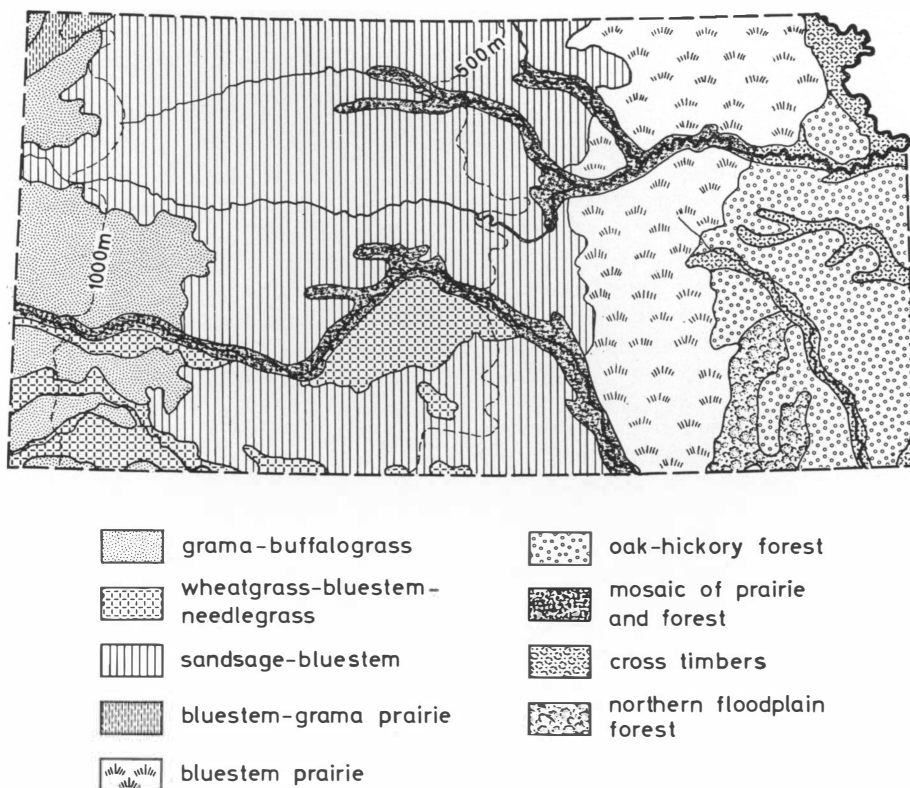 500m
1000m
grama-buffalograss
wheatgrass-bluestem-
needlegrass
sandsage-bluestem
bluestem-grama prairie
bluestem prairie
oak-hickory forest
mosaic of prairie
and forest
cross timbers
northern floodplain
forest